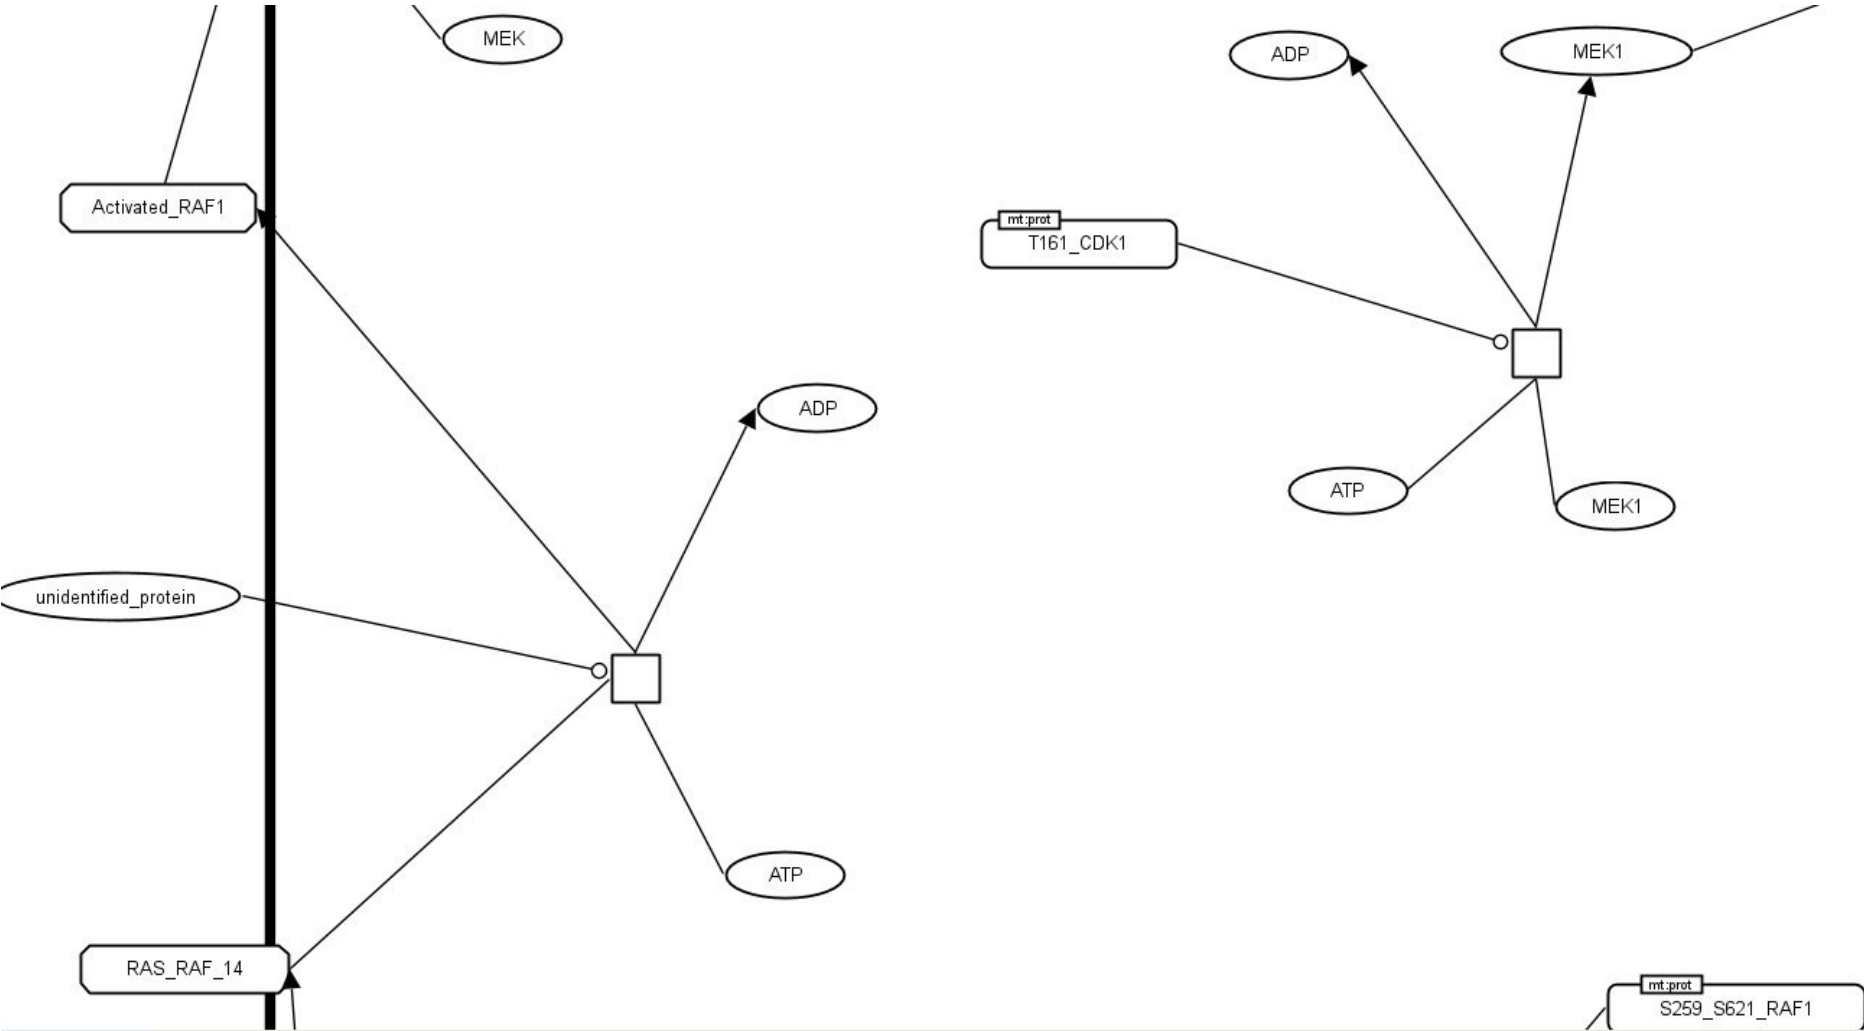 MEK
ADP
MEK1
Activated_RAF1
mt:prot
T161_CDK1
ADP
ATP
MEK1
unidentified_protein
ATP
RAS_RAF_14
mt:prot
S259_S621_RAF1